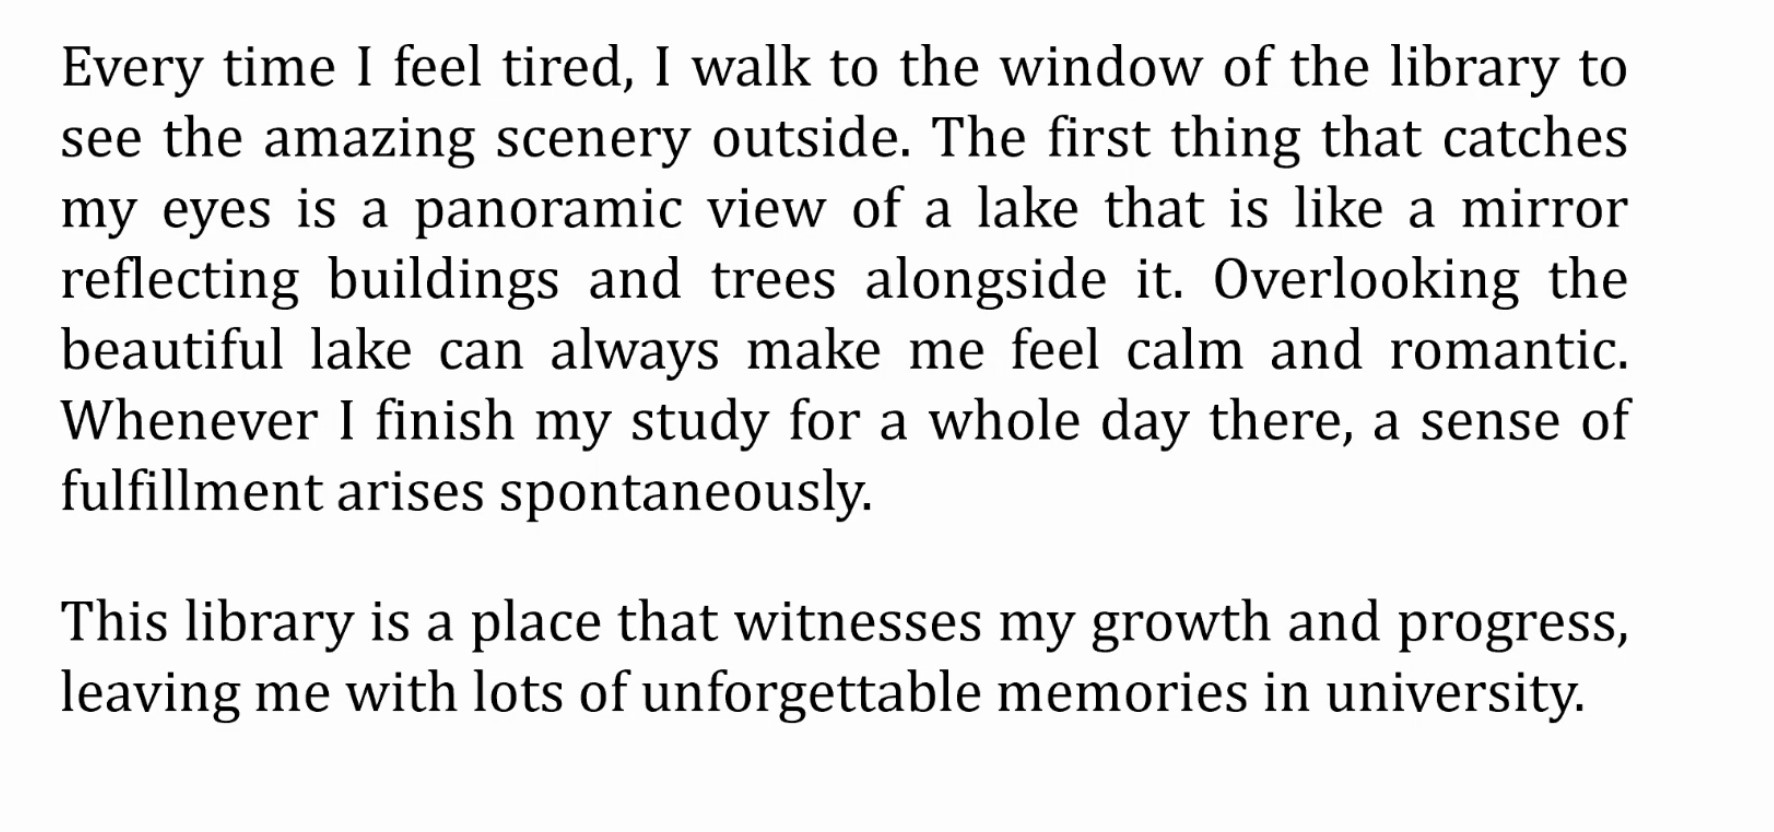 Every time I feel tired, I walk to the window of the library to
see the amazing scenery outside. The first thing that catches
my eyes is a panoramic view of a lake that is like a mirror
reflecting buildings and trees alongside it. Overlooking the
beautiful lake can always make me feel calm and romantic.
Whenever I finish my study for a whole day there, a sense of
fulfillment arises spontaneously.
This library is a place that witnesses my growth and progress,
leaving me with lots of unforgettable memories in university.